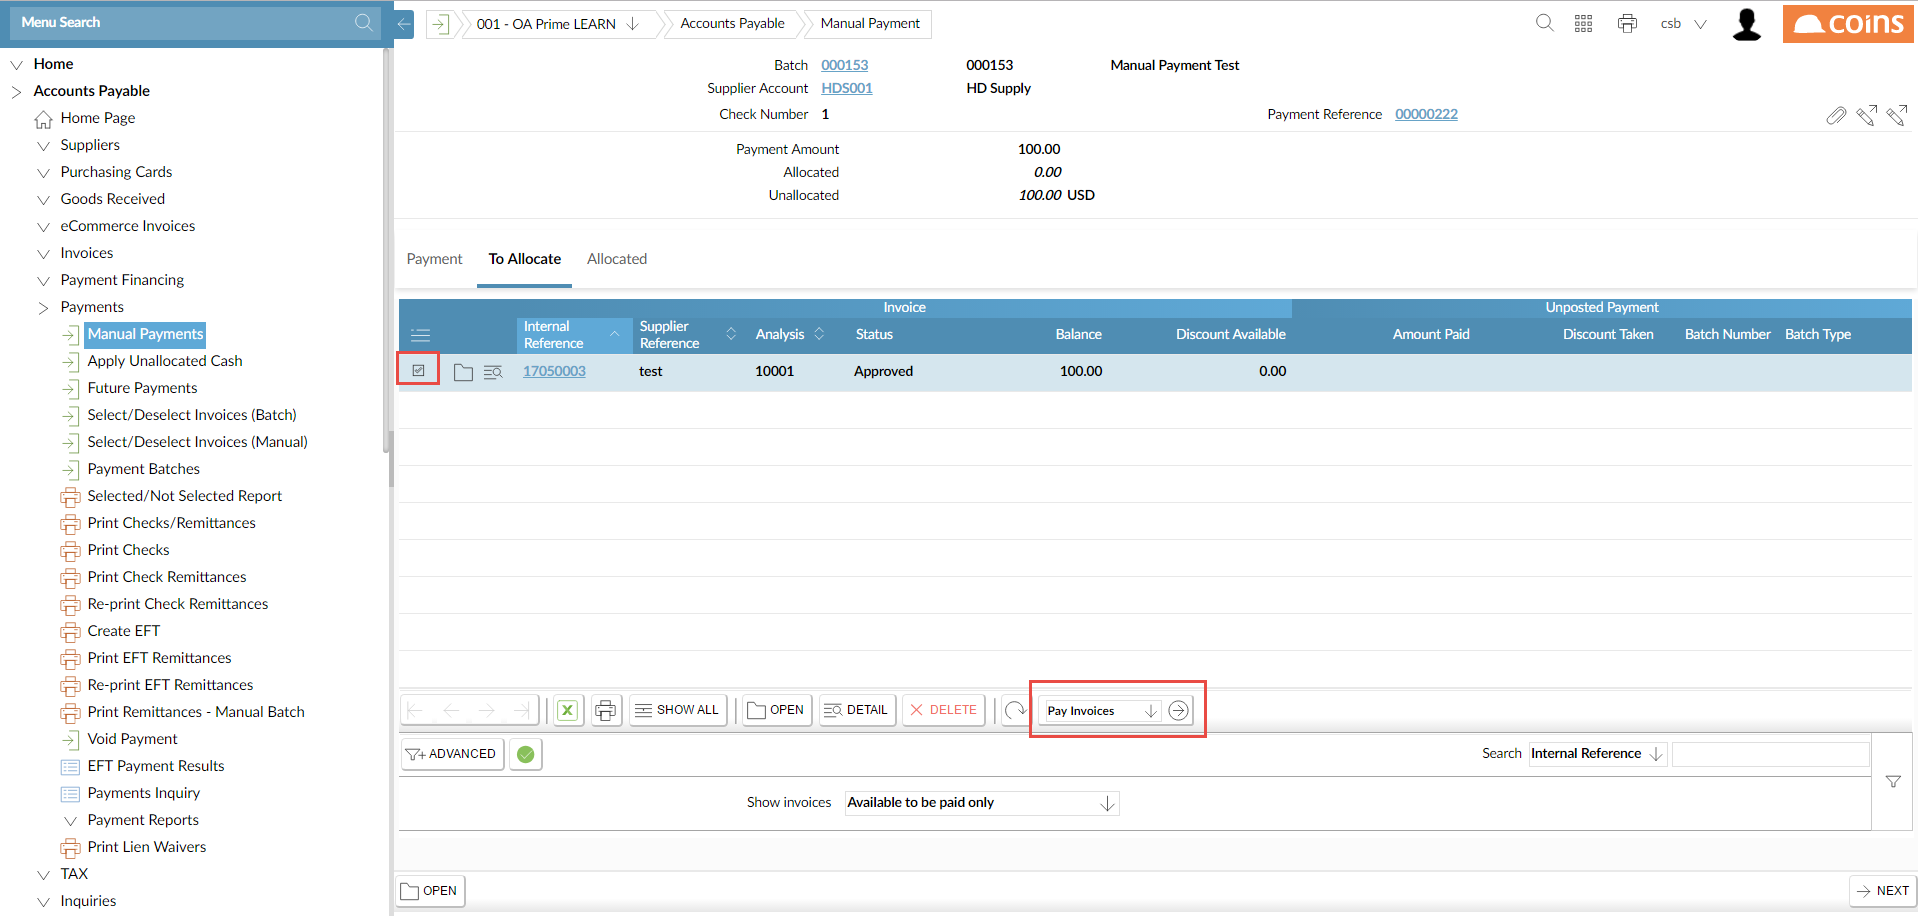 Menu Search
Home
Accounts Payable
Home Page
Suppliers
Purchasing Cards
Goods Received
eCommerce Invoices
Invoices
Payment Financing
Payments
Manual Payments
Apply Unallocated Cash
Future Payments
Select/Deselect Invoices (Batch)
Select/Deselect Invoices (Manual)
Payment Batches
Selected/Not Selected Report
Print Checks/Remittances
Print Checks
Print Check Remittances
Re-print Check Remittances
Create EFT
Print EFT Remittances
Re-print EFT Remittances
Print Remittances - Manual Batch
Void Payment
EFT Payment Results
Payments Inquiry
Payment Reports
Print Lien Waivers
TAX
Inquiries
001 - OA Prime LEARN Accounts Payable Manual Payment csb coins
Batch 000153 000153 Manual Payment Test
Supplier Account HDS001 HD Supply
Check Number 1 Payment Reference 00000222
Payment Amount 100.00
Allocated 0.00
Unallocated 100.00 USD
Payment To Allocate Allocated
Invoice Unposted Payment
Internal Reference Supplier Reference Analysis Status Balance Discount Available Amount Paid Discount Taken Batch Number Batch Type
17050003 test 10001 Approved 100.00 0.00
SHOW ALL OPEN DETAIL DELETE Pay Invoices
ADVANCED Search Internal Reference
Show invoices Available to be paid only
OPEN NEXT